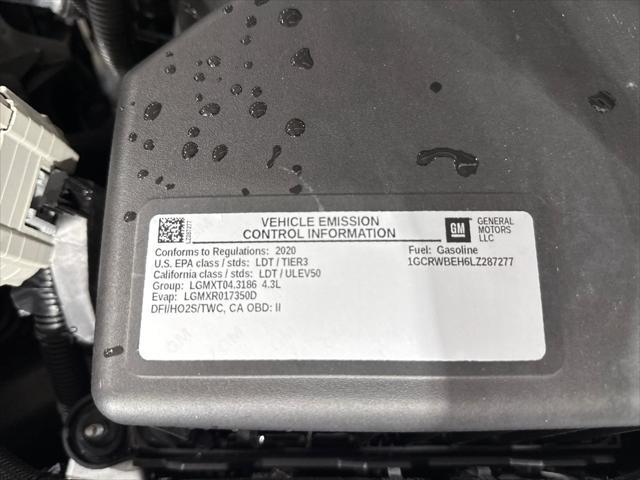 VEHICLE EMISSION
CONTROL INFORMATION
GM
GENERAL
MOTORS
LLC
Conforms to Regulations: 2020
Fuel: Gasoline
U.S. EPA class / stds: LDT / TIER3
1GCRWBEH6LZ287277
California class / stds: LDT / ULEV50
Group: LGMXT04.3186 4.3L
Evap: LGMXR017350D
DFI/HO2S/TWC, CA OBD: II
LZ287277